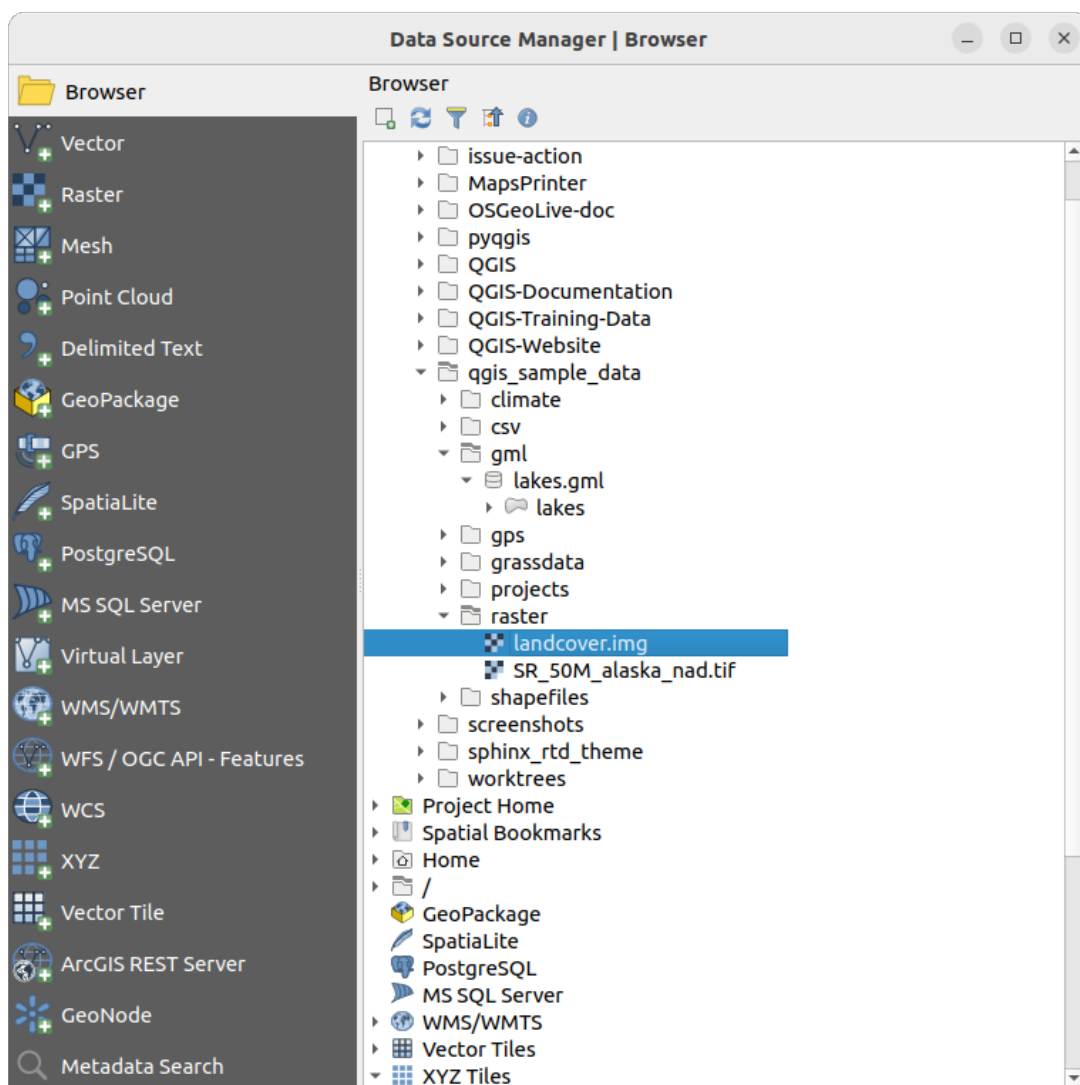 Data Source Manager | Browser
Browser
Vector
Raster
Mesh
Point Cloud
Delimited Text
GeoPackage
GPS
SpatiaLite
PostgreSQL
MS SQL Server
Virtual Layer
WMS/WMTS
WFS / OGC API - Features
WCS
XYZ
Vector Tile
ArcGIS REST Server
GeoNode
Metadata Search
Browser
issue-action
MapsPrinter
OSGeoLive-doc
pyqgis
QGIS
QGIS-Documentation
QGIS-Training-Data
QGIS-Website
qgis_sample_data
climate
csv
gml
lakes.gml
lakes
gps
grassdata
projects
raster
landcover.img
SR_50M_alaska_nad.tif
shapefiles
screenshots
sphinx_rtd_theme
worktrees
Project Home
Spatial Bookmarks
Home
/
GeoPackage
SpatiaLite
PostgreSQL
MS SQL Server
WMS/WMTS
Vector Tiles
XYZ Tiles